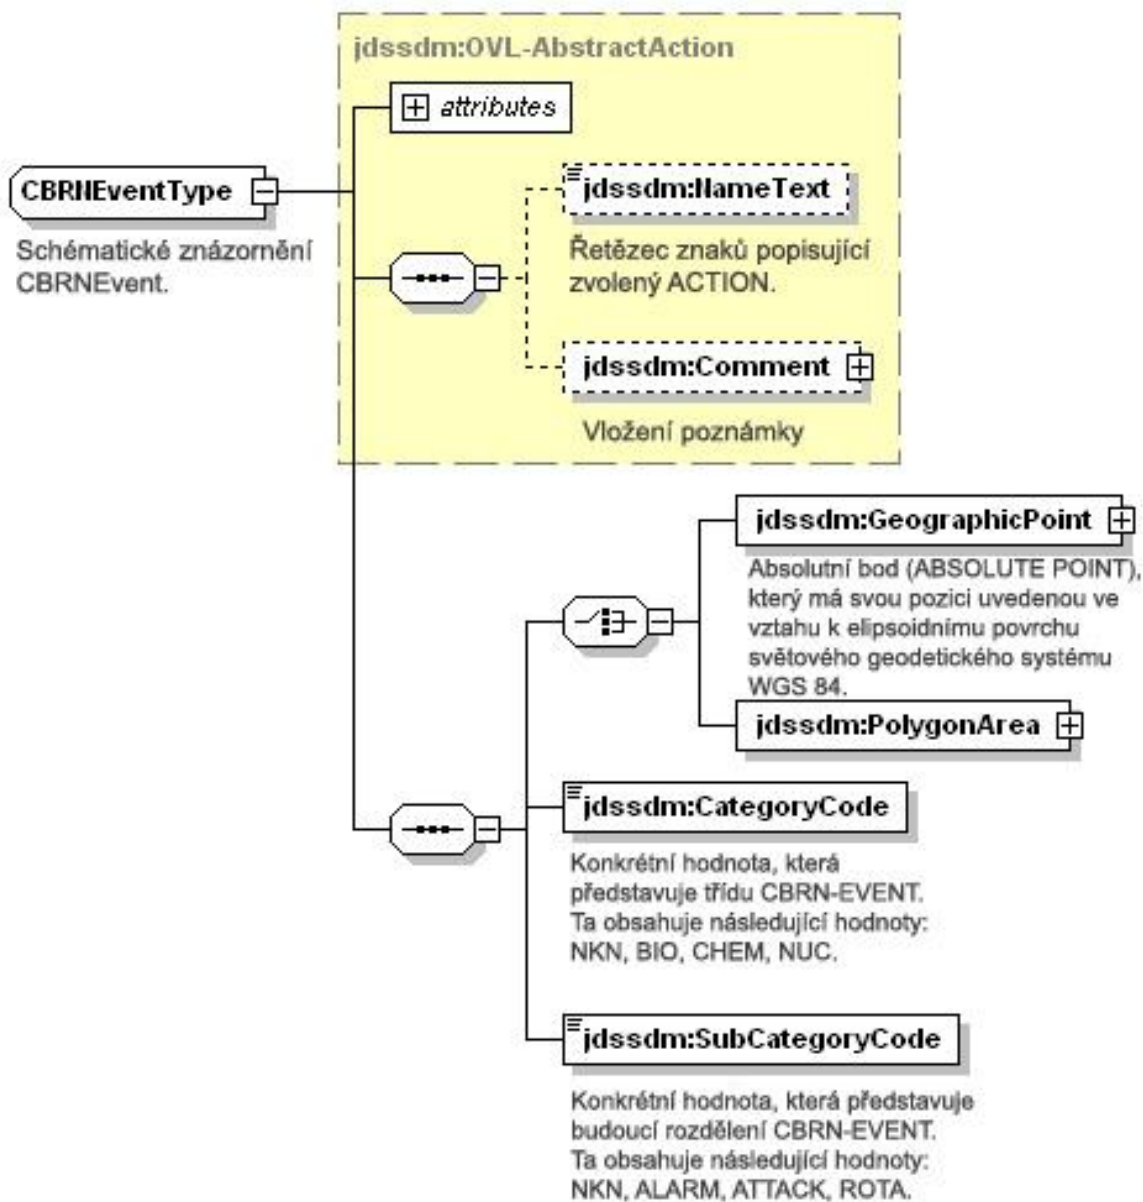 jdssdm:OVL-AbstractAction
attributes
CBRNEventType
Schématické znázornění
CBRNEvent.
jdssdm:NameText
Řetězec znaků popisující
zvolený ACTION.
jdssdm:Comment
Vložení poznámky
jdssdm:GeographicPoint
Absolutní bod (ABSOLUTE POINT),
který má svou pozici uvedenou ve
vztahu k elipsoidnímu povrchu
světového geodetického systému
WGS 84.
jdssdm:PolygonArea
jdssdm:CategoryCode
Konkrétní hodnota, která
představuje třídu CBRN-EVENT.
Ta obsahuje následující hodnoty:
NKN, BIO, CHEM, NUC.
jdssdm:SubCategoryCode
Konkrétní hodnota, která představuje
budoucí rozdělení CBRN-EVENT.
Ta obsahuje následující hodnoty:
NKN, ALARM, ATTACK, ROTA.